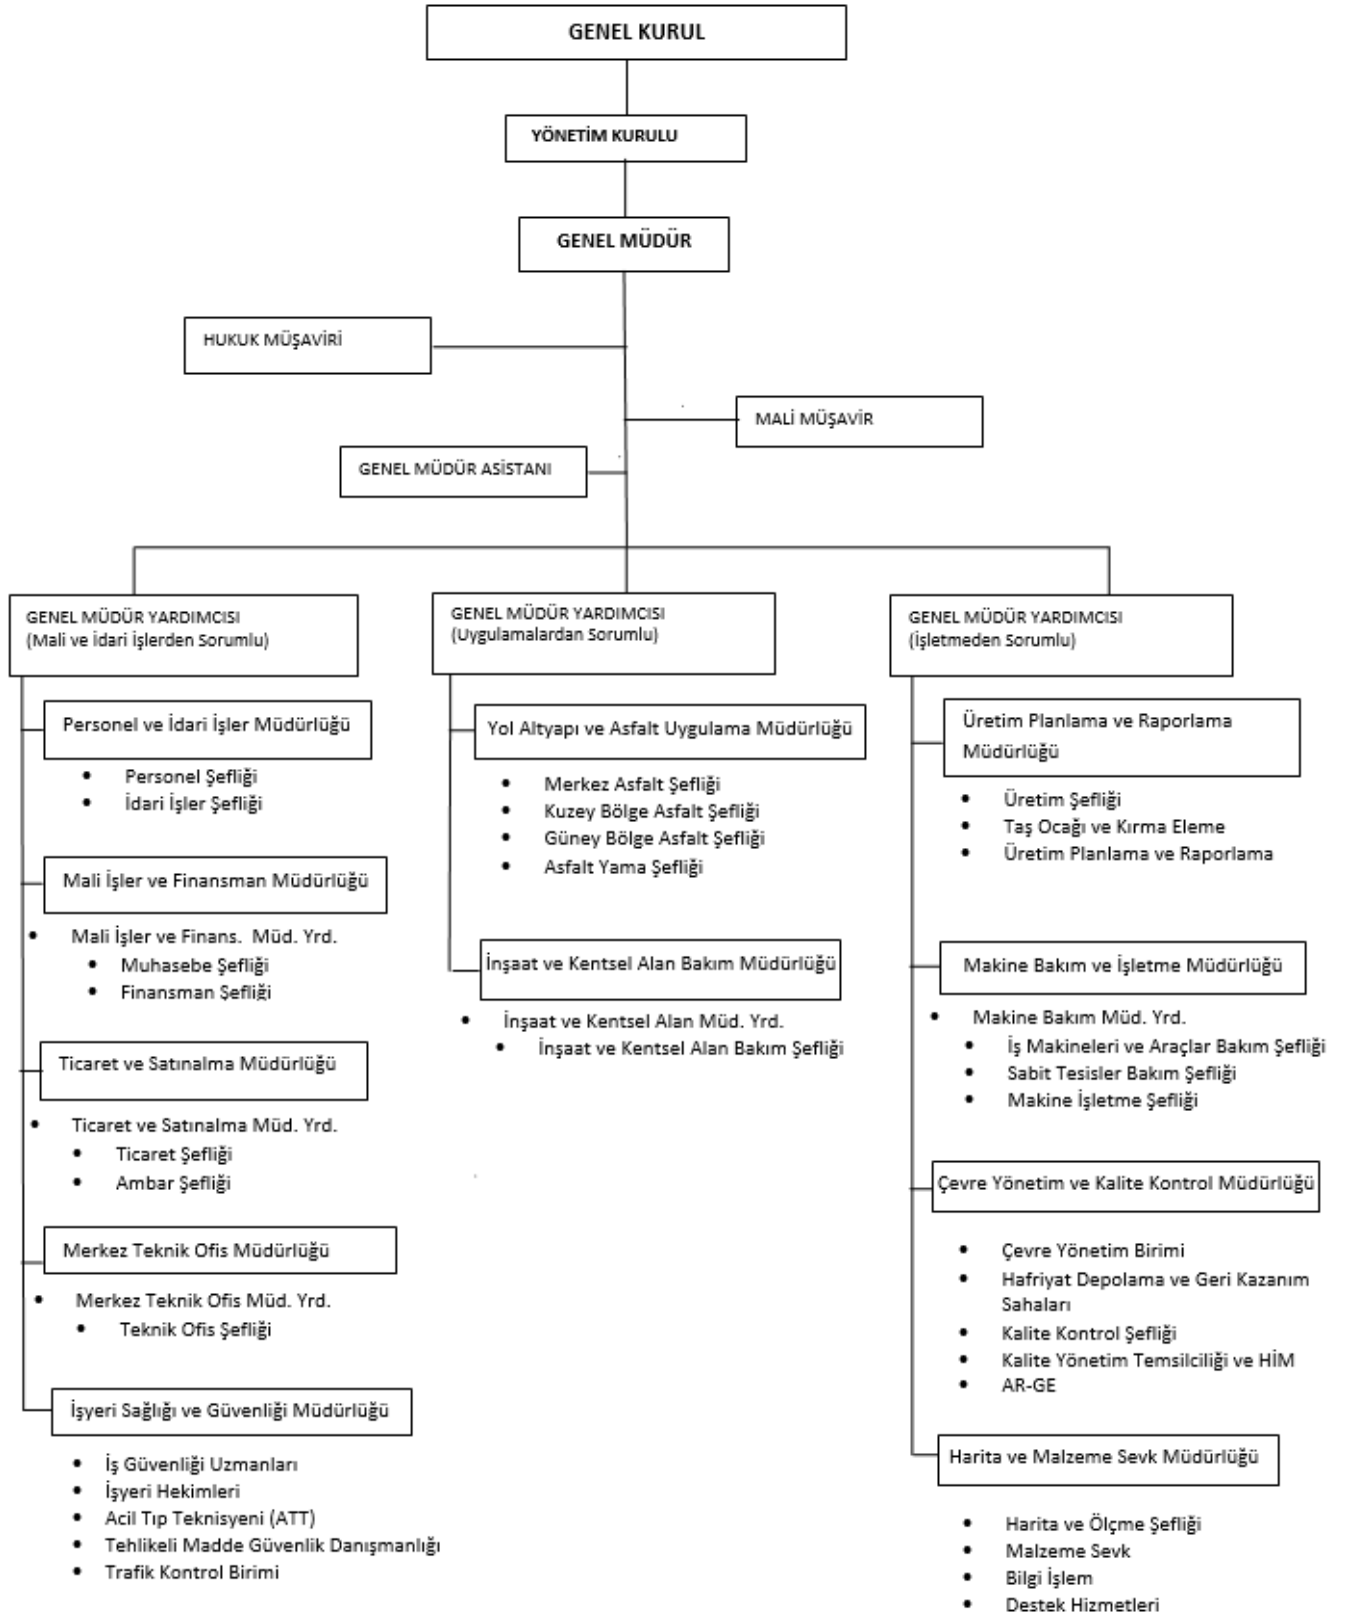 GENEL KURUL
YÖNETİM KURULU
GENEL MÜDÜR
HUKUK MÜŞAVİRİ
MALİ MÜŞAVİR
GENEL MÜDÜR ASİSTANI
GENEL MÜDÜR YARDIMCISI
(Mali ve İdari İşlerden Sorumlu)
Personel ve İdari İşler Müdürlüğü
• Personel Şefliği
• İdari İşler Şefliği
Mali İşler ve Finansman Müdürlüğü
• Mali İşler ve Finans. Müd. Yrd.
• Muhasebe Şefliği
• Finansman Şefliği
Ticaret ve Satınalma Müdürlüğü
• Ticaret ve Satınalma Müd. Yrd.
• Ticaret Şefliği
• Ambar Şefliği
Merkez Teknik Ofis Müdürlüğü
• Merkez Teknik Ofis Müd. Yrd.
• Teknik Ofis Şefliği
İşyeri Sağlığı ve Güvenliği Müdürlüğü
• İş Güvenliği Uzmanları
• İşyeri Hekimleri
• Acil Tıp Teknisyeni (ATT)
• Tehlikeli Madde Güvenlik Danışmanlığı
• Trafik Kontrol Birimi
GENEL MÜDÜR YARDIMCISI
(Uygulamalardan Sorumlu)
Yol Altyapı ve Asfalt Uygulama Müdürlüğü
• Merkez Asfalt Şefliği
• Kuzey Bölge Asfalt Şefliği
• Güney Bölge Asfalt Şefliği
• Asfalt Yama Şefliği
İnşaat ve Kentsel Alan Bakım Müdürlüğü
• İnşaat ve Kentsel Alan Müd. Yrd.
• İnşaat ve Kentsel Alan Bakım Şefliği
GENEL MÜDÜR YARDIMCISI
(İşletmeden Sorumlu)
Üretim Planlama ve Raporlama
Müdürlüğü
• Üretim Şefliği
• Taş Ocağı ve Kırma Eleme
• Üretim Planlama ve Raporlama
Makine Bakım ve İşletme Müdürlüğü
• Makine Bakım Müd. Yrd.
• İş Makineleri ve Araçlar Bakım Şefliği
• Sabit Tesisler Bakım Şefliği
• Makine İşletme Şefliği
Çevre Yönetim ve Kalite Kontrol Müdürlüğü
• Çevre Yönetim Birimi
• Hafriyat Depolama ve Geri Kazanım
Sahaları
• Kalite Kontrol Şefliği
• Kalite Yönetim Temsilciliği ve HİM
• AR-GE
Harita ve Malzeme Sevk Müdürlüğü
• Harita ve Ölçme Şefliği
• Malzeme Sevk
• Bilgi İşlem
• Destek Hizmetleri